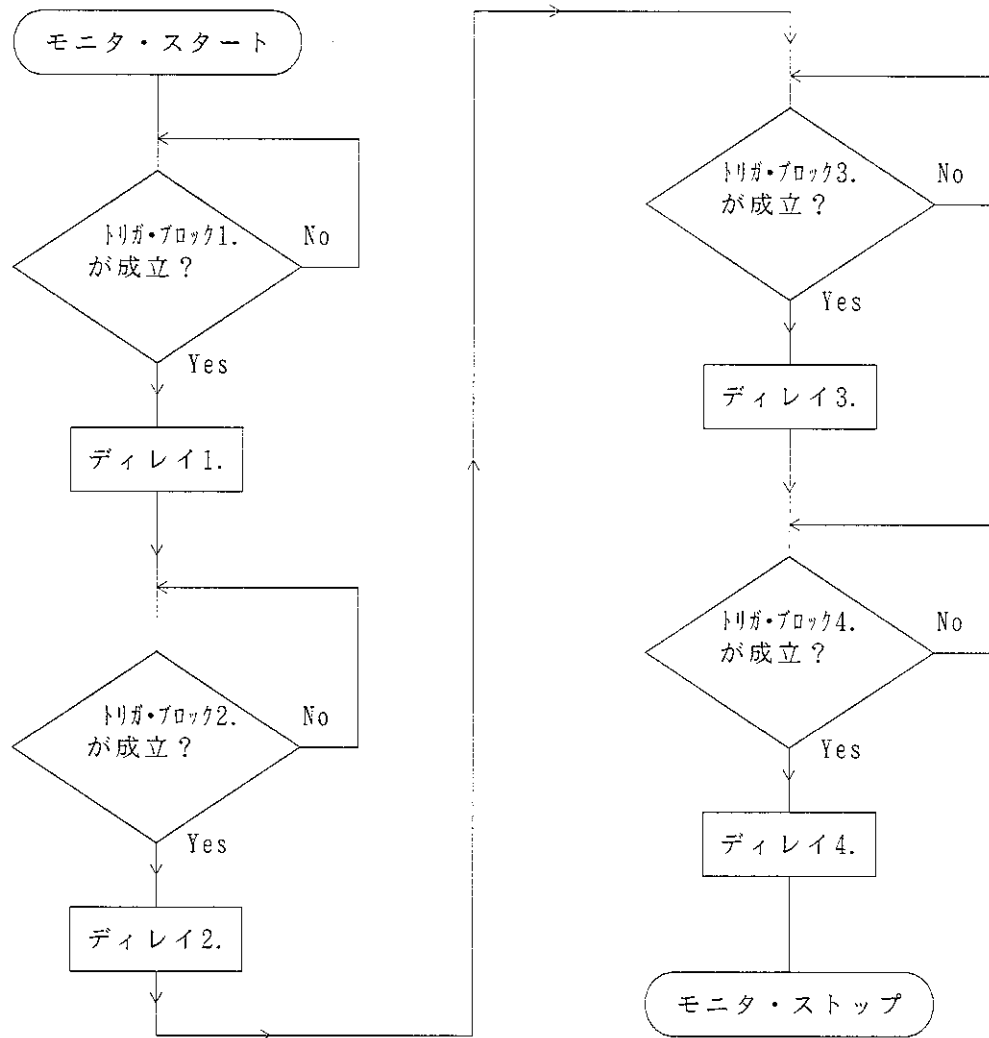 モニタ・スタート
トリガ・ブロック1.
が成立？
No
Yes
ディレイ1.
トリガ・ブロック2.
が成立？
No
Yes
ディレイ2.
トリガ・ブロック3.
が成立？
No
Yes
ディレイ3.
トリガ・ブロック4.
が成立？
No
Yes
ディレイ4.
モニタ・ストップ